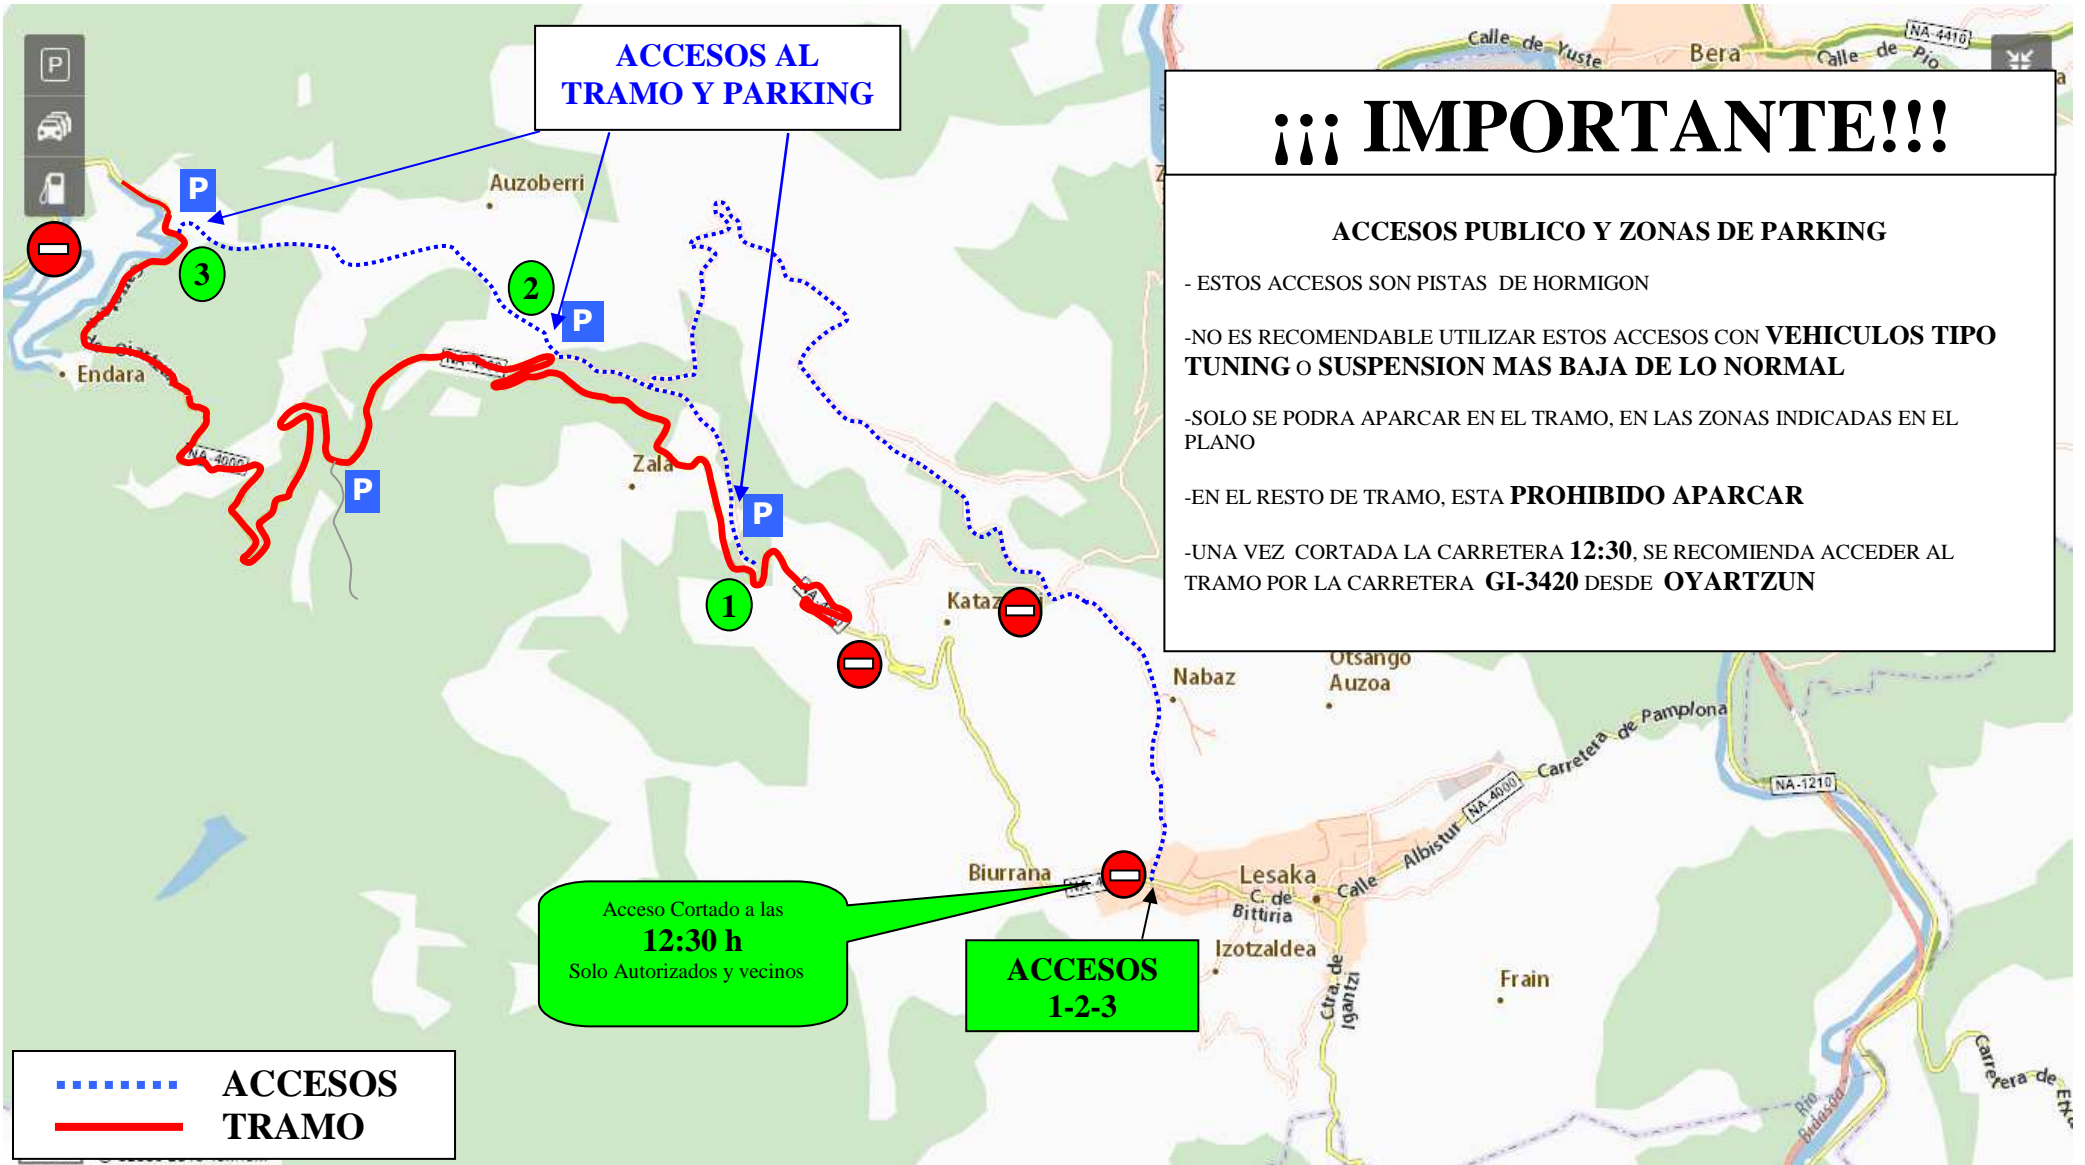 ACCESOS AL
TRAMO Y PARKING
Calle de Yuste
Bera
Calle de Pío
NA-4410
¡¡¡ IMPORTANTE!!!
ACCESOS PUBLICO Y ZONAS DE PARKING
- ESTOS ACCESOS SON PISTAS DE HORMIGON
-NO ES RECOMENDABLE UTILIZAR ESTOS ACCESOS CON VEHICULOS TIPO
TUNING O SUSPENSION MAS BAJA DE LO NORMAL
-SOLO SE PODRA APARCAR EN EL TRAMO, EN LAS ZONAS INDICADAS EN EL
PLANO
-EN EL RESTO DE TRAMO, ESTA PROHIBIDO APARCAR
-UNA VEZ CORTADA LA CARRETERA 12:30, SE RECOMIENDA ACCEDER AL
TRAMO POR LA CARRETERA GI-3420 DESDE OYARTZUN
P
P
Auzoberri
3
2
P
Endara
NA-4000
P
Zala
P
1
Nabaz
Otsango
Auzoa
Carretera de Pamplona
NA-1210
NA-4000
Biurrana
Lesaka
C. de
Bittiria
Calle Albistur
Izotzaldea
Frain
Ctra. de
Igantzi
Acceso Cortado a las
12:30 h
Solo Autorizados y vecinos
ACCESOS
1-2-3
Río
Bidasoa
Carretera de
ACCESOS
TRAMO